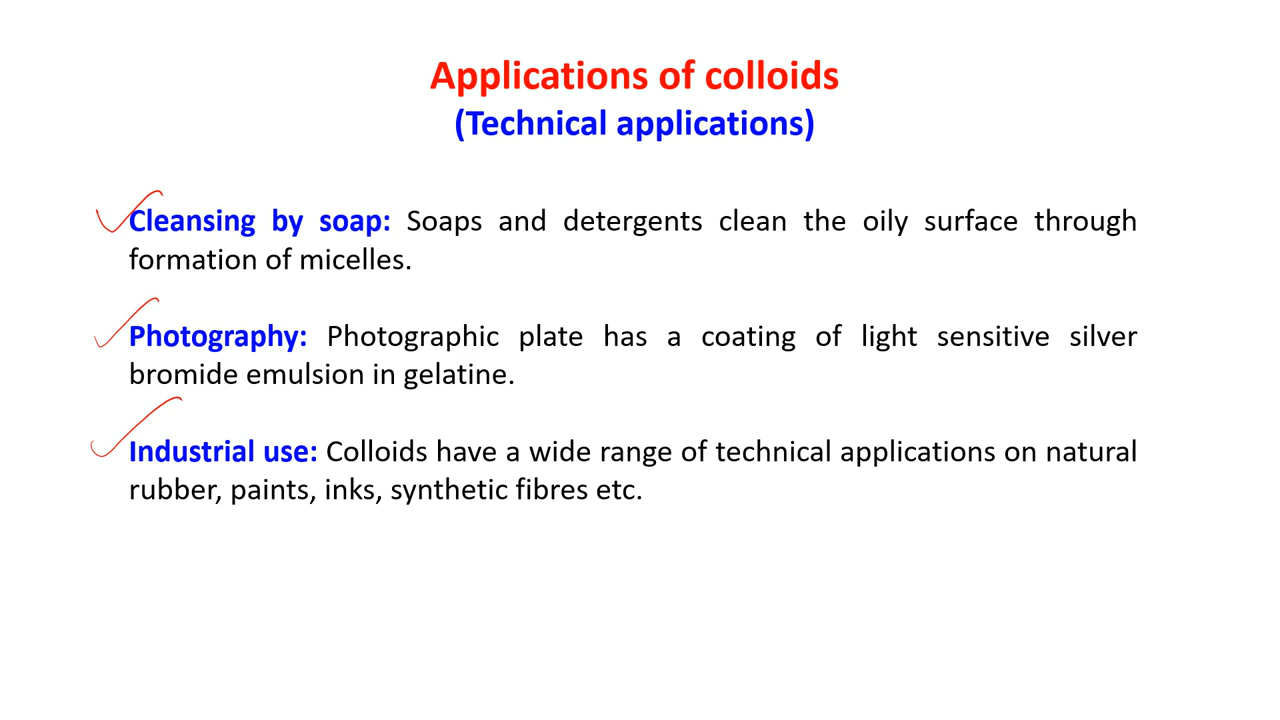 Applications of colloids
(Technical applications)
Cleansing by soap: Soaps and detergents clean the oily surface through
formation of micelles.
Photography: Photographic plate has a coating of light sensitive silver
bromide emulsion in gelatine.
Industrial use: Colloids have a wide range of technical applications on natural
rubber, paints, inks, synthetic fibres etc.